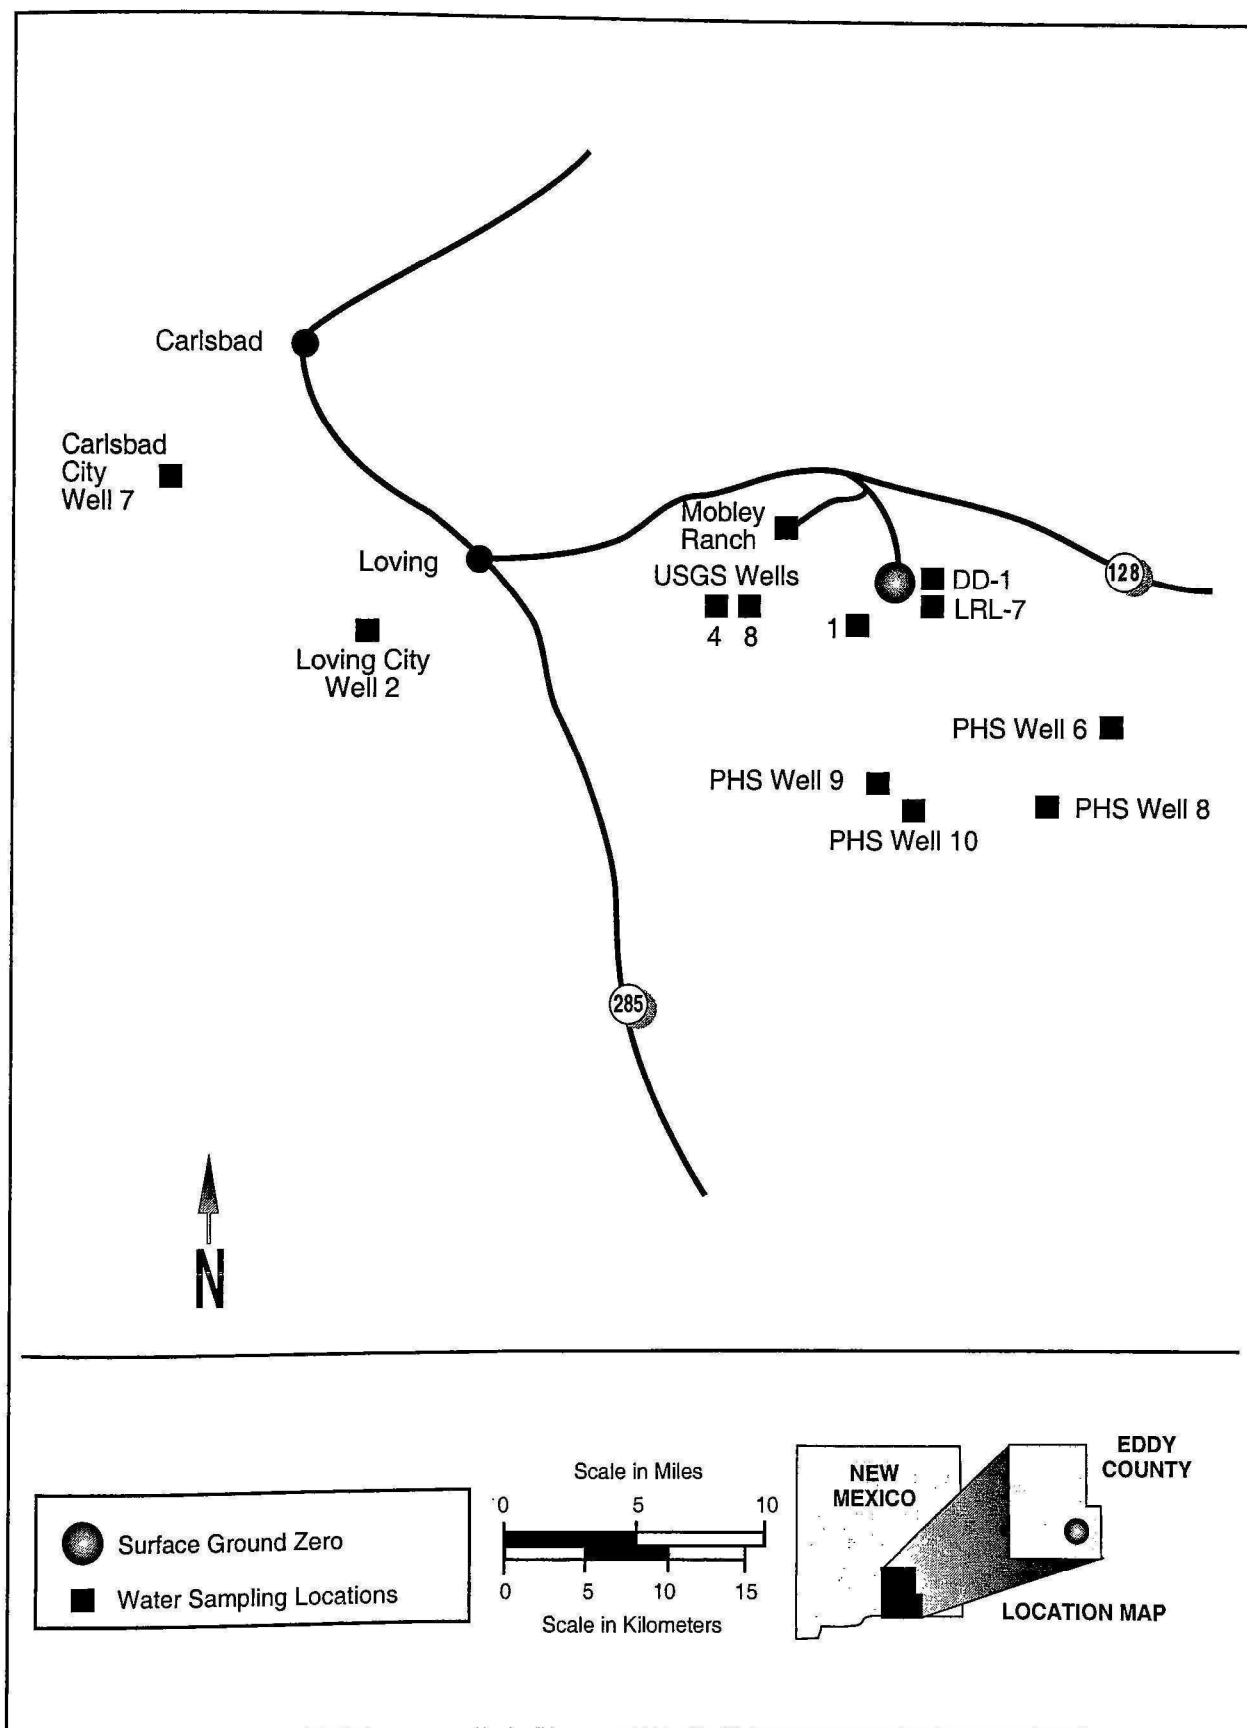 Carlsbad
Carlsbad
City
Well 7
Mobley
Ranch
Loving
USGS Wells
128
DD-1
LRL-7
4 8
1
Loving City
Well 2
PHS Well 6
PHS Well 9
PHS Well 8
PHS Well 10
285
N
Surface Ground Zero
Water Sampling Locations
Scale in Miles
0 5 10
0 5 10 15
Scale in Kilometers
NEW
MEXICO
EDDY
COUNTY
LOCATION MAP